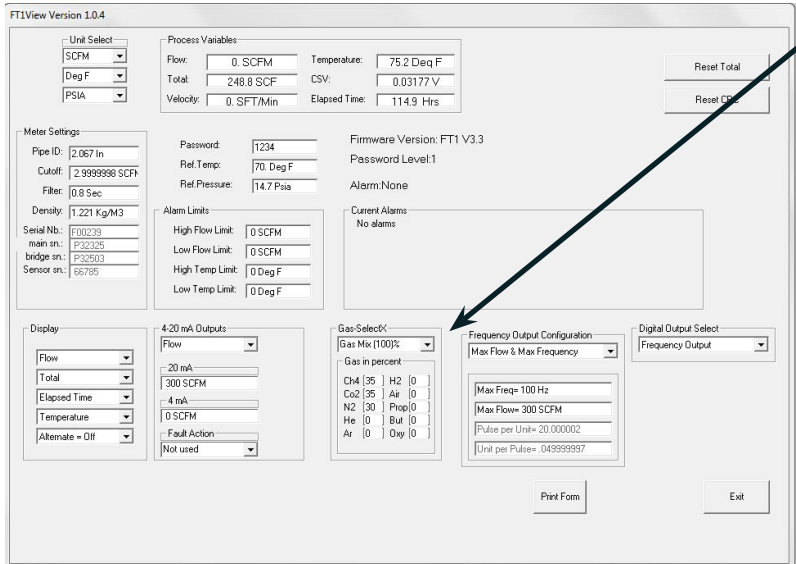 FT1View Version 1.0.4
Unit Select
SCFM
Deg F
PSIA
Process Variables
Flow: 0. SCFM Temperature: 75.2 Deg F
Total: 248.8 SCF CSV: 0.03177 V
Velocity: 0. SFT/Min Elapsed Time: 114.9 Hrs
Reset Total
Reset
Meter Settings
Pipe ID: 2.067 In
Cutoff: 2.9999998 SCFM
Filter: 0.8 Sec
Density: 1.221 Kg/M3
Serial Nb.: F00239
main sn.: P32325
bridge sn.: P32503
Sensor sn.: 66785
Password: 1234
Ref.Temp: 70. Deg F
Ref.Pressure: 14.7 Psia
Firmware Version: FT1 V3.3
Password Level:1
Alarm:None
Alarm Limits
High Flow Limit: 0 SCFM
Low Flow Limit: 0 SCFM
High Temp Limit: 0 Deg F
Low Temp Limit: 0 Deg F
Current Alarms
No alarms
Display
Flow
Total
Elapsed Time
Temperature
Alternate = Off
4-20 mA Outputs
Flow
20 mA
300 SCFM
4 mA
0 SCFM
Fault Action
Not used
Gas-SelectX
Gas Mix (100)%
Gas in percent
Ch4 [35 ] H2 [0 ]
Co2 [35 ] Air [0 ]
N2 [30 ] Prop[0 ]
He [0 ] But [0 ]
Ar [0 ] Oxy [0 ]
Frequency Output Configuration
Max Flow & Max Frequency
Max Freq= 100 Hz
Max Flow= 300 SCFM
Pulse per Unit= 20.000002
Unit per Pulse= .049999997
Digital Output Select
Frequency Output
Print Form
Exit